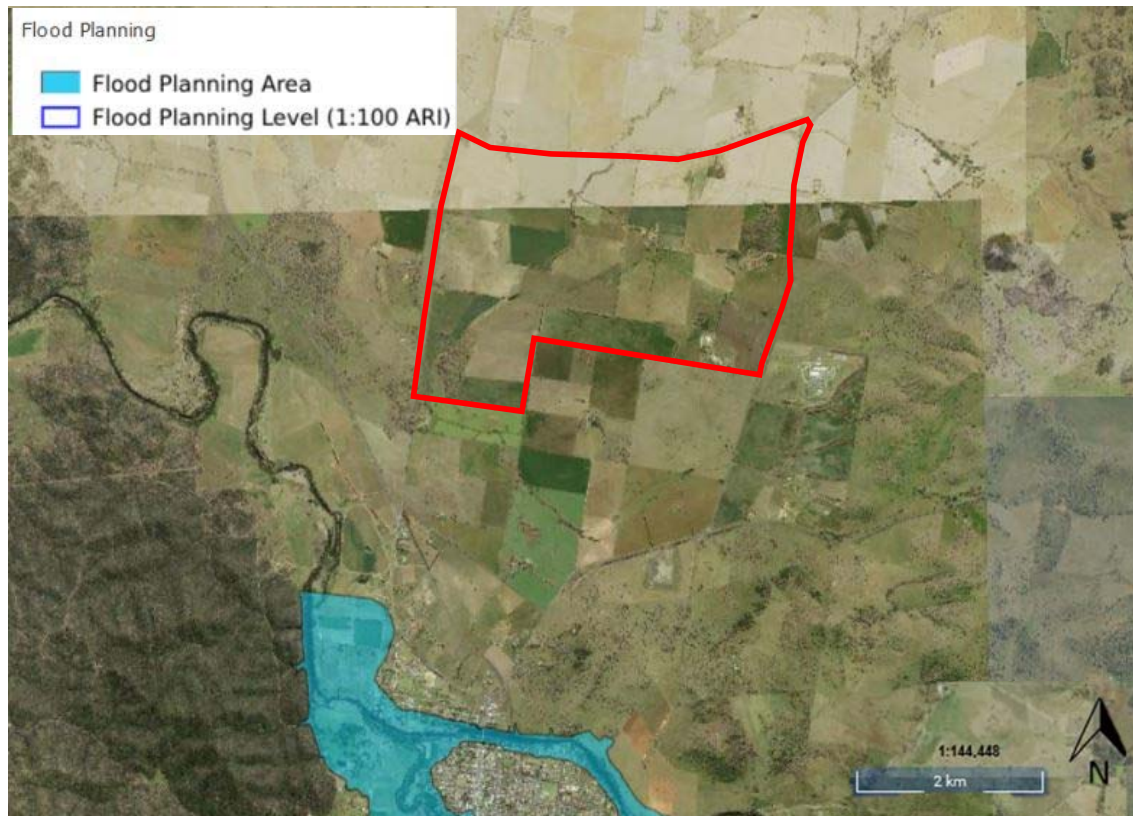 Flood Planning
Flood Planning Area
Flood Planning Level (1:100 ARI)
1:144,448
2 km
N